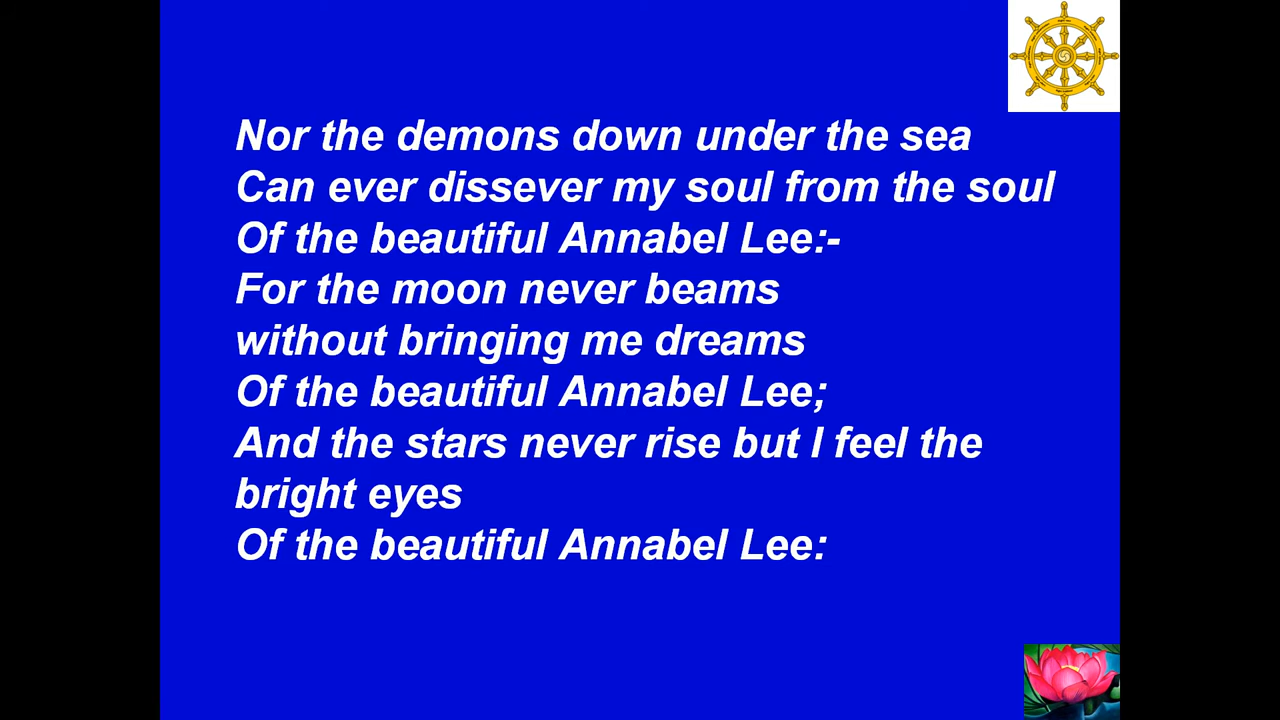 Nor the demons down under the sea
Can ever dissever my soul from the soul
Of the beautiful Annabel Lee:-
For the moon never beams
without bringing me dreams
Of the beautiful Annabel Lee;
And the stars never rise but I feel the
bright eyes
Of the beautiful Annabel Lee: